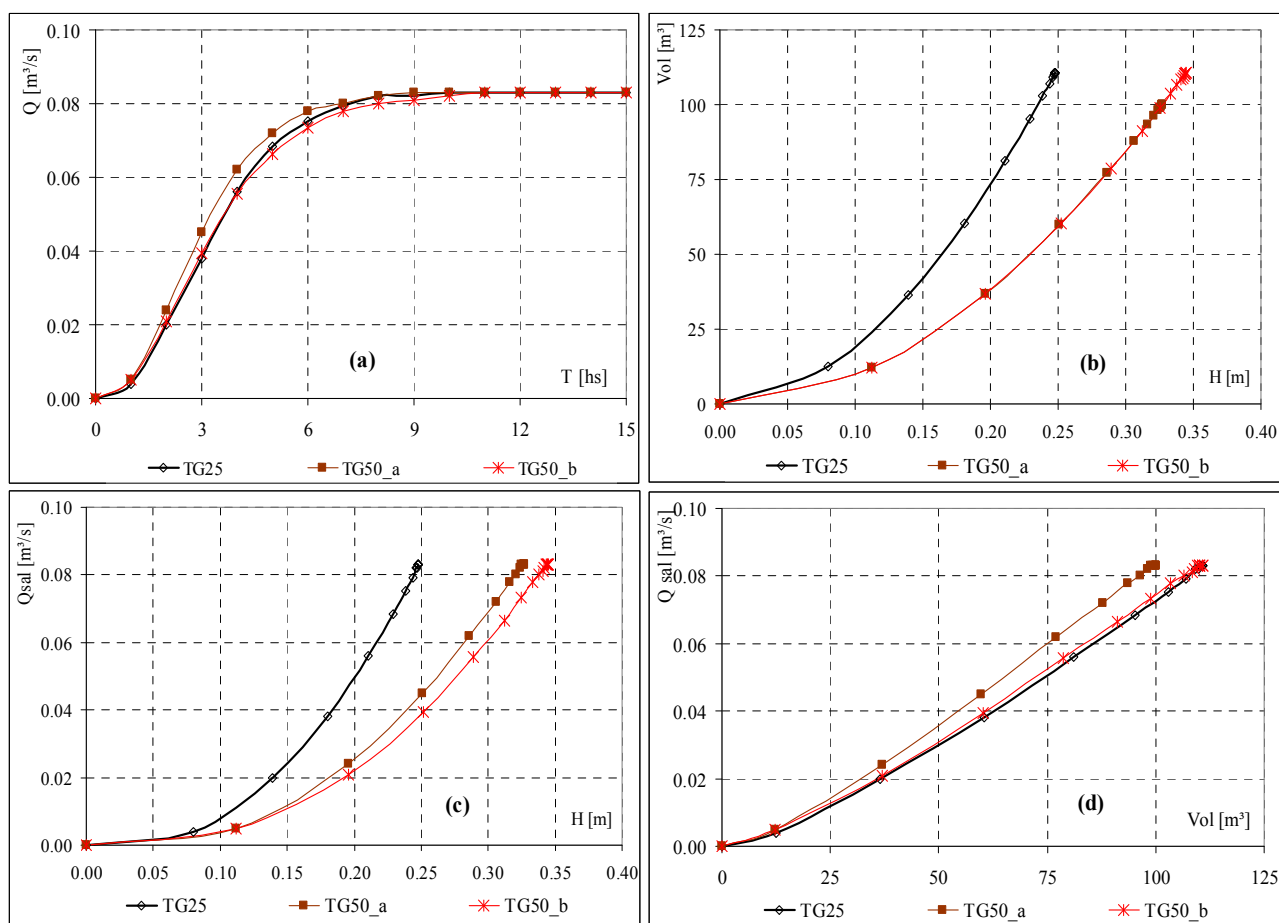 Q [m³/s]
0.10
0.08
0.06
0.04
0.02
0.00
(a)
T [hs]
0 3 6 9 12 15
TG25 TG50_a TG50_b
Vol [m³]
125
100
75
50
25
0
(b)
H [m]
0.00 0.05 0.10 0.15 0.20 0.25 0.30 0.35 0.40
TG25 TG50_a TG50_b
Qsal [m³/s]
0.10
0.08
0.06
0.04
0.02
0.00
(c)
H [m]
0.00 0.05 0.10 0.15 0.20 0.25 0.30 0.35 0.40
TG25 TG50_a TG50_b
Q sal [m³/s]
0.10
0.08
0.06
0.04
0.02
0.00
(d)
Vol [m³]
0 25 50 75 100 125
TG25 TG50_a TG50_b